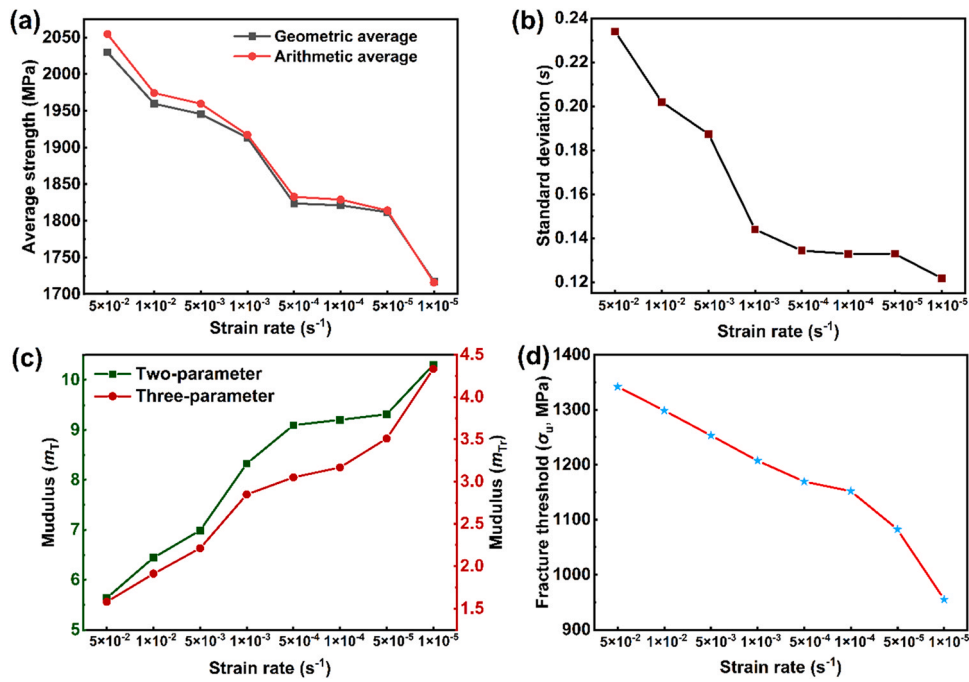 (a)
Geometric average
Arithmetic average
Average strength (MPa)
2050
2000
1950
1900
1850
1800
1750
1700
5×10⁻² 1×10⁻² 5×10⁻³ 1×10⁻³ 5×10⁻⁴ 1×10⁻⁴ 5×10⁻⁵ 1×10⁻⁵
Strain rate (s⁻¹)
(b)
Standard deviation (s)
0.24
0.22
0.20
0.18
0.16
0.14
0.12
5×10⁻² 1×10⁻² 5×10⁻³ 1×10⁻³ 5×10⁻⁴ 1×10⁻⁴ 5×10⁻⁵ 1×10⁻⁵
Strain rate (s⁻¹)
(c)
Two-parameter
Three-parameter
Mudulus (m_T)
10
9
8
7
6
5
Mudulus (m_Tr)
4.5
4.0
3.5
3.0
2.5
2.0
1.5
5×10⁻² 1×10⁻² 5×10⁻³ 1×10⁻³ 5×10⁻⁴ 1×10⁻⁴ 5×10⁻⁵ 1×10⁻⁵
Strain rate (s⁻¹)
(d)
Fracture threshold (σᵤ, MPa)
1400
1300
1200
1100
1000
900
5×10⁻² 1×10⁻² 5×10⁻³ 1×10⁻³ 5×10⁻⁴ 1×10⁻⁴ 5×10⁻⁵ 1×10⁻⁵
Strain rate (s⁻¹)